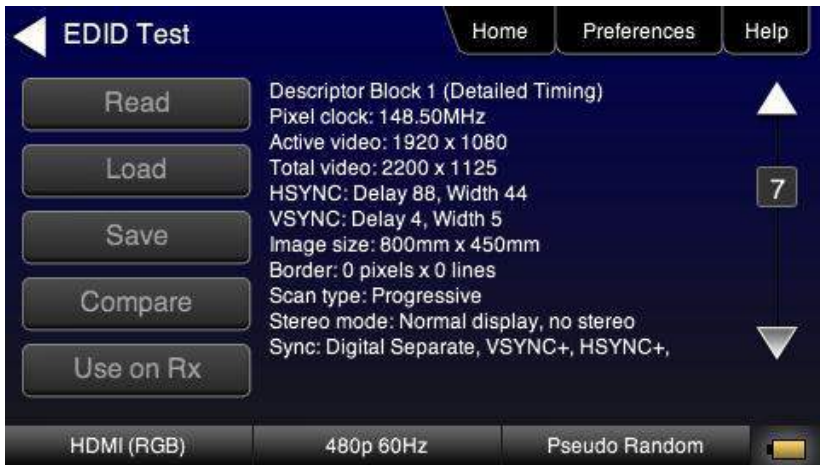 EDID Test
Home
Preferences
Help
Read
Load
Save
Compare
Use on Rx
Descriptor Block 1 (Detailed Timing)
Pixel clock: 148.50MHz
Active video: 1920 x 1080
Total video: 2200 x 1125
HSYNC: Delay 88, Width 44
VSYNC: Delay 4, Width 5
Image size: 800mm x 450mm
Border: 0 pixels x 0 lines
Scan type: Progressive
Stereo mode: Normal display, no stereo
Sync: Digital Separate, VSYNC+, HSYNC+,
7
HDMI (RGB)
480p 60Hz
Pseudo Random